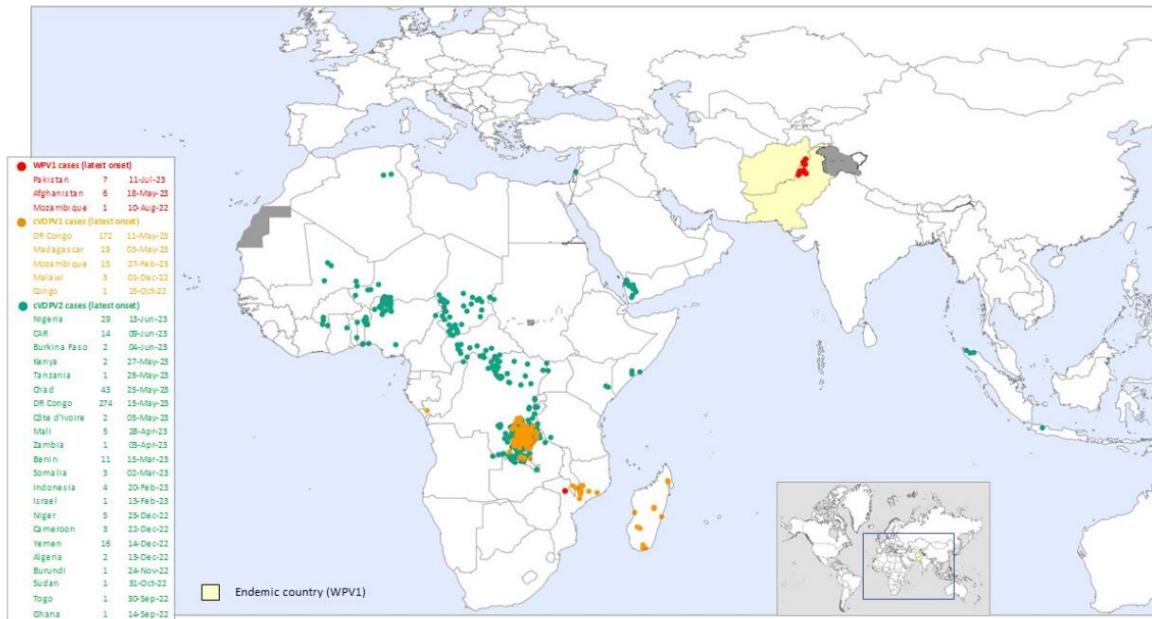 WPV1 cases (latest onset)
Pakistan 7 11-Jul-23
Afghanistan 6 18-May-23
Mozambique 1 10-Aug-22
cVDPV1 cases (latest onset)
DR Congo 172 11-May-23
Madagascar 19 03-May-23
Mozambique 13 27-Feb-23
Malawi 3 01-Dec-22
Congo 1 15-Oct-22
cVDPV2 cases (latest onset)
Nigeria 29 13-Jun-23
CAR 14 09-Jun-23
Burkina Faso 2 04-Jun-23
Kenya 2 27-May-23
Tanzania 1 26-May-23
Chad 43 25-May-23
DR Congo 274 15-May-23
Côte d'Ivoire 2 05-May-23
Mali 5 28-Apr-23
Zambia 1 03-Apr-23
Benin 11 15-Mar-23
Somalia 3 02-Mar-23
Indonesia 4 20-Feb-23
Israel 1 13-Feb-23
Niger 5 25-Dec-22
Cameroon 3 22-Dec-22
Yemen 16 14-Dec-22
Algeria 2 13-Dec-22
Burundi 1 24-Nov-22
Sudan 1 31-Oct-22
Togo 1 30-Sep-22
Ghana 1 14-Sep-22
Endemic country (WPV1)